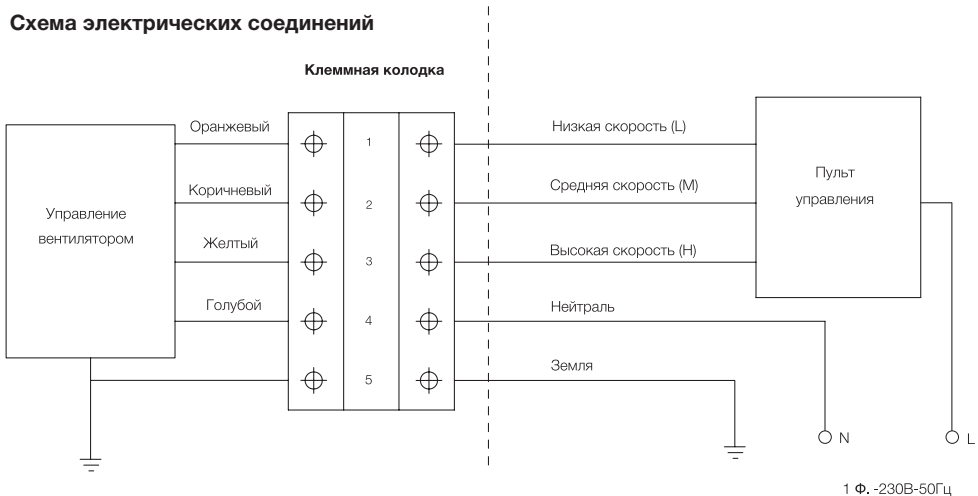 Схема электрических соединений
Клеммная колодка
Оранжевый
1
Низкая скорость (L)
Коричневый
2
Средняя скорость (M)
Пульт
управления
Управление
вентилятором
Желтый
3
Высокая скорость (H)
Голубой
4
Нейтраль
5
Земля
N
L
1 Ф. -230В-50Гц